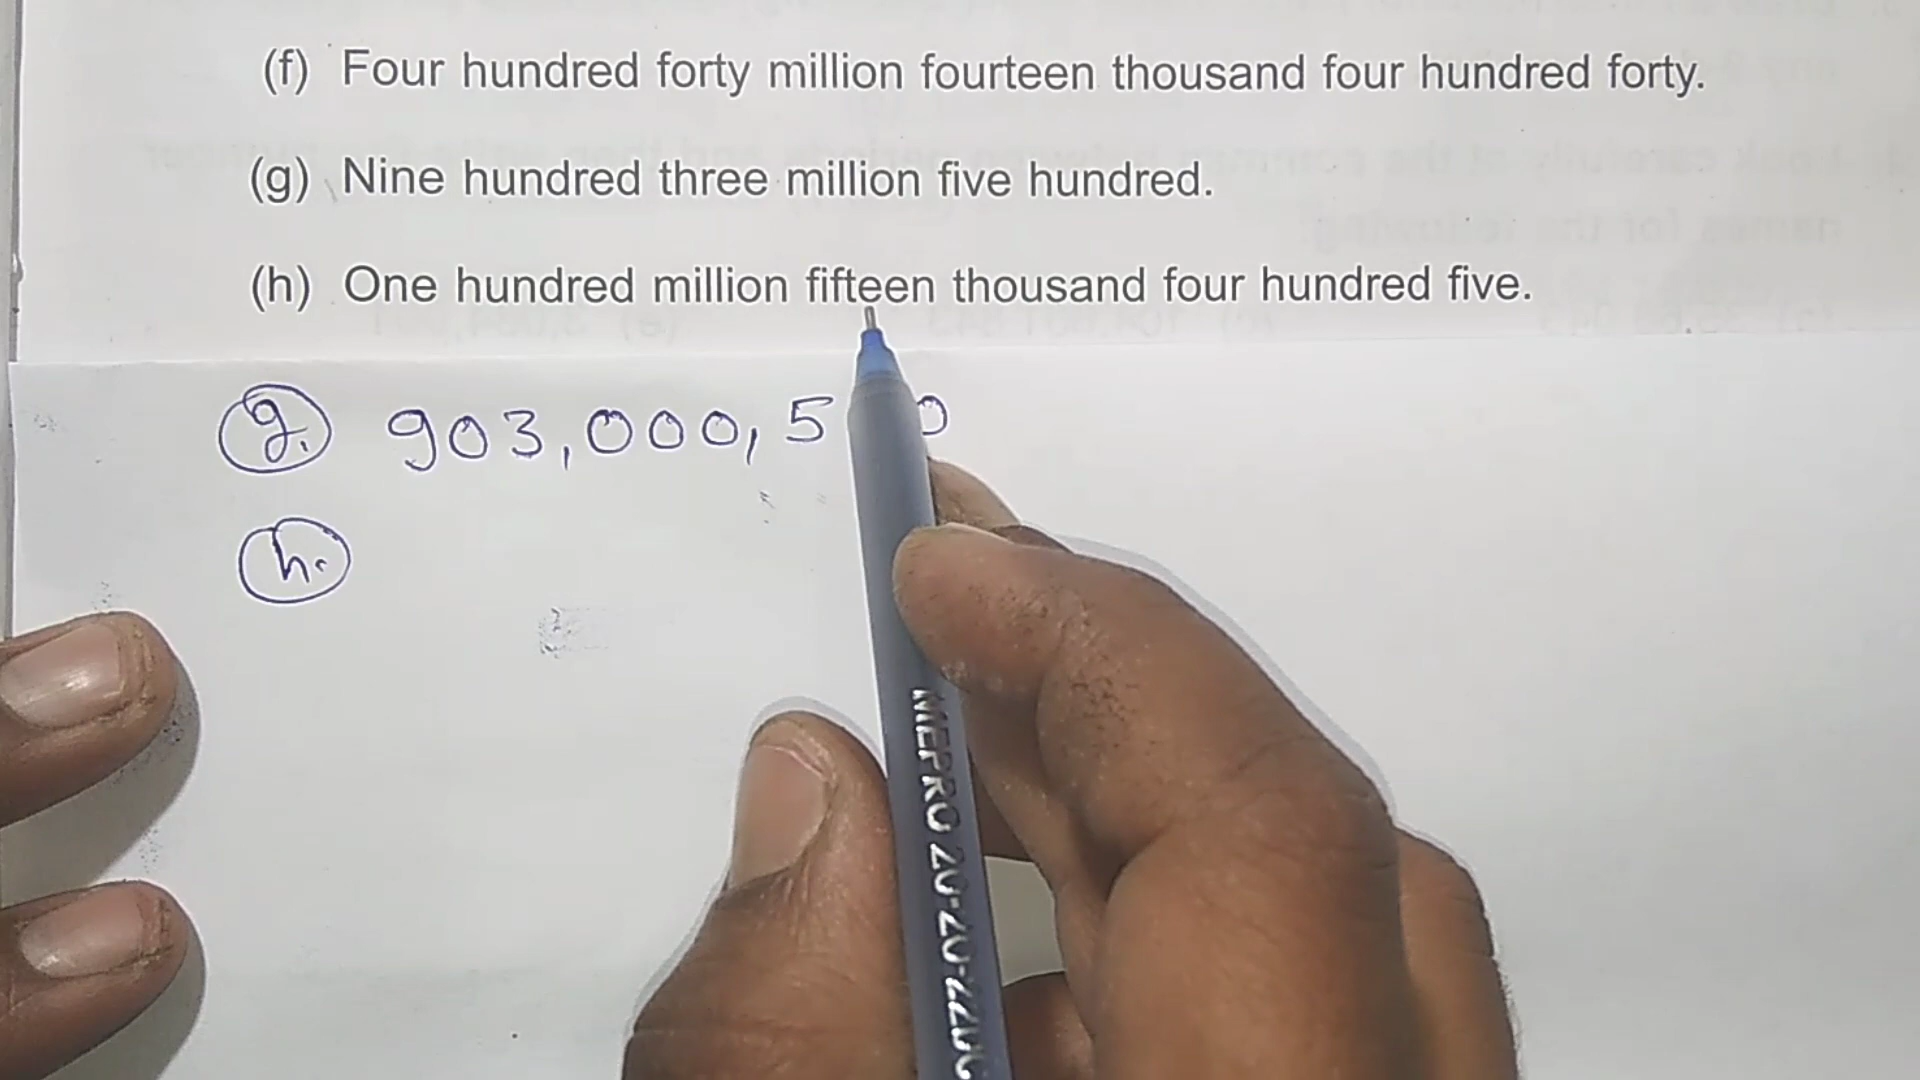 (f) Four hundred forty million fourteen thousand four hundred forty.
(g) Nine hundred three million five hundred.
(h) One hundred million fifteen thousand four hundred five.
g. 903,000,5 0
h.
MEPRO